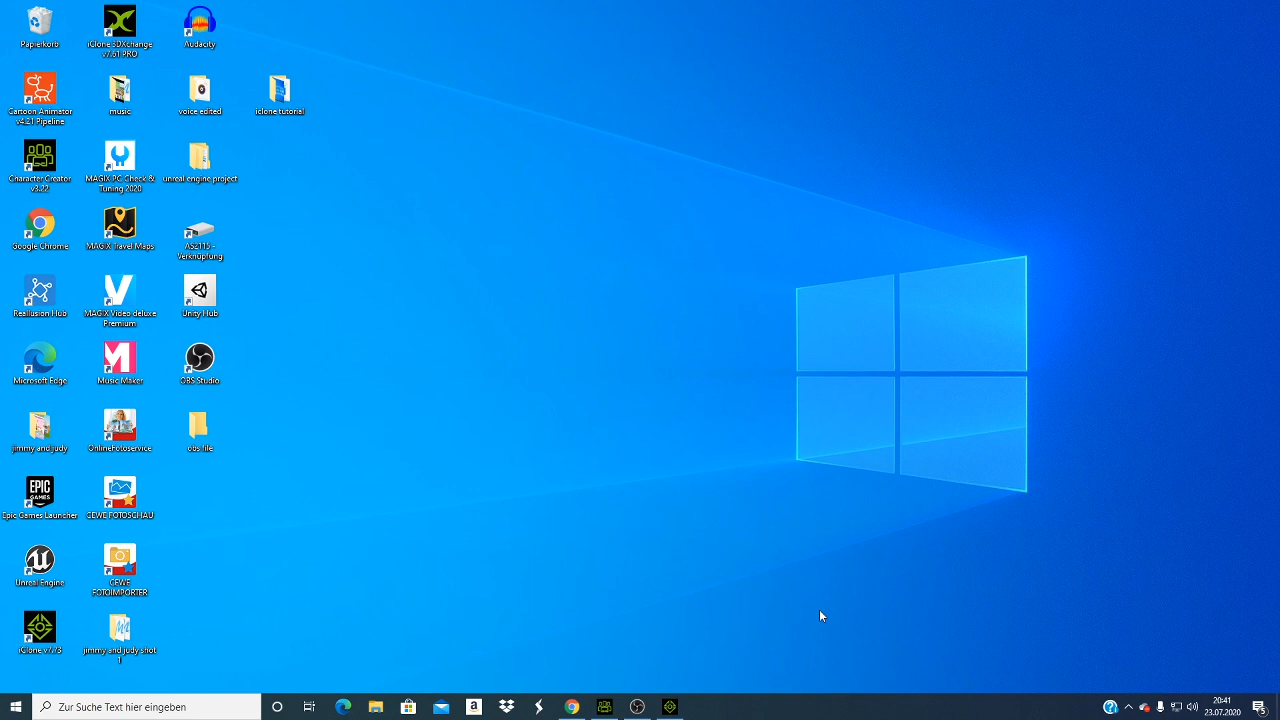 Papierkorb
iClone 3DXchange
v7.61 PRO
Audacity
Cartoon Animator
v4.21 Pipeline
music
voice edited
iclone tutorial
Character Creator
v3.22
MAGIX PC Check &
Tuning 2020
unreal engine project
Google Chrome
MAGIX Travel Maps
AS2115 -
Verknüpfung
Reallusion Hub
MAGIX Video deluxe
Premium
Unity Hub
Microsoft Edge
Music Maker
OBS Studio
jimmy and judy
OnlineFotoservice
obs file
EPIC
GAMES
Epic Games Launcher
CEWE FOTOSCHAU
Unreal Engine
CEWE
FOTOIMPORTER
iClone v7.73
jimmy and judy shot
1
Zur Suche Text hier eingeben
20:41
23.07.2020